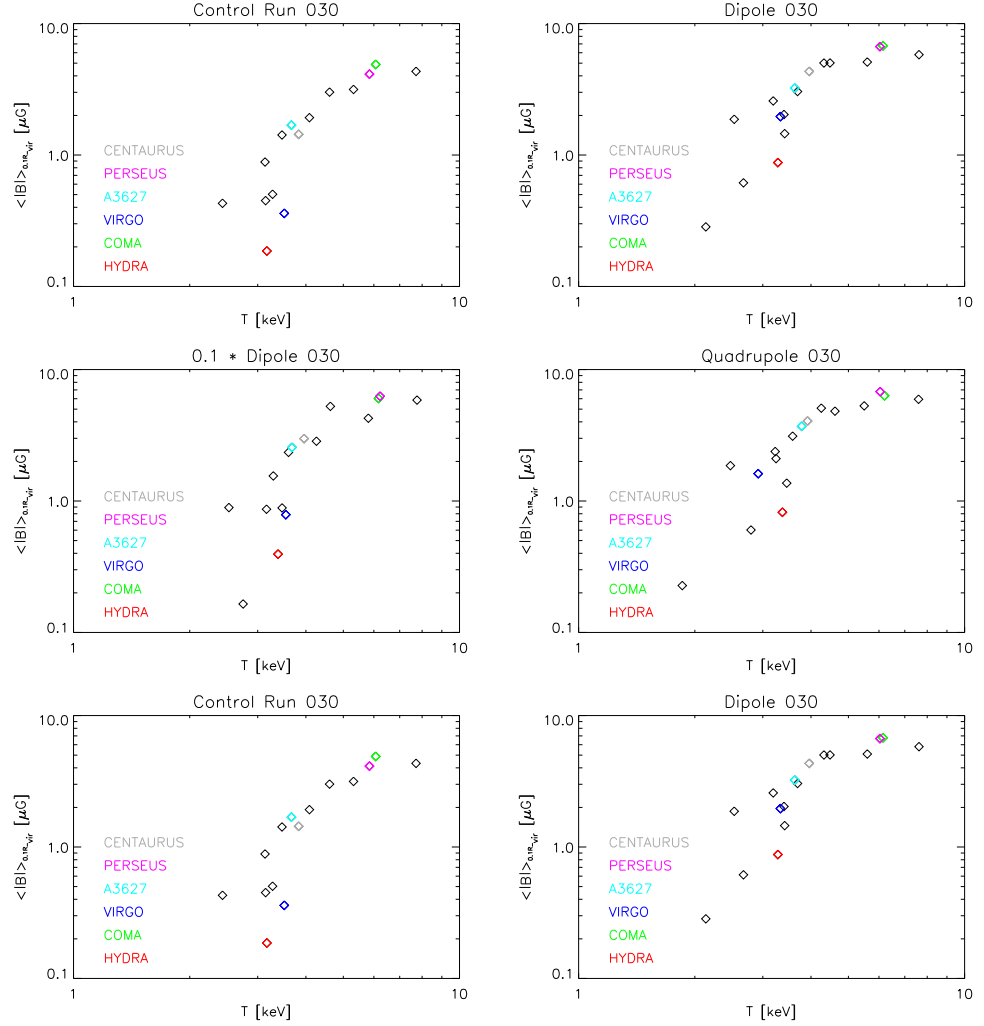 Control Run 030
10.0
1.0
0.1
<|B|>0.1R_vir [μG]
CENTAURUS
PERSEUS
A3627
VIRGO
COMA
HYDRA
1
10
T [keV]
Dipole 030
10.0
1.0
0.1
<|B|>0.1R_vir [μG]
CENTAURUS
PERSEUS
A3627
VIRGO
COMA
HYDRA
1
10
T [keV]
0.1 * Dipole 030
10.0
1.0
0.1
<|B|>0.1R_vir [μG]
CENTAURUS
PERSEUS
A3627
VIRGO
COMA
HYDRA
1
10
T [keV]
Quadrupole 030
10.0
1.0
0.1
<|B|>0.1R_vir [μG]
CENTAURUS
PERSEUS
A3627
VIRGO
COMA
HYDRA
1
10
T [keV]
Control Run 030
10.0
1.0
0.1
<|B|>0.1R_vir [μG]
CENTAURUS
PERSEUS
A3627
VIRGO
COMA
HYDRA
1
10
T [keV]
Dipole 030
10.0
1.0
0.1
<|B|>0.1R_vir [μG]
CENTAURUS
PERSEUS
A3627
VIRGO
COMA
HYDRA
1
10
T [keV]